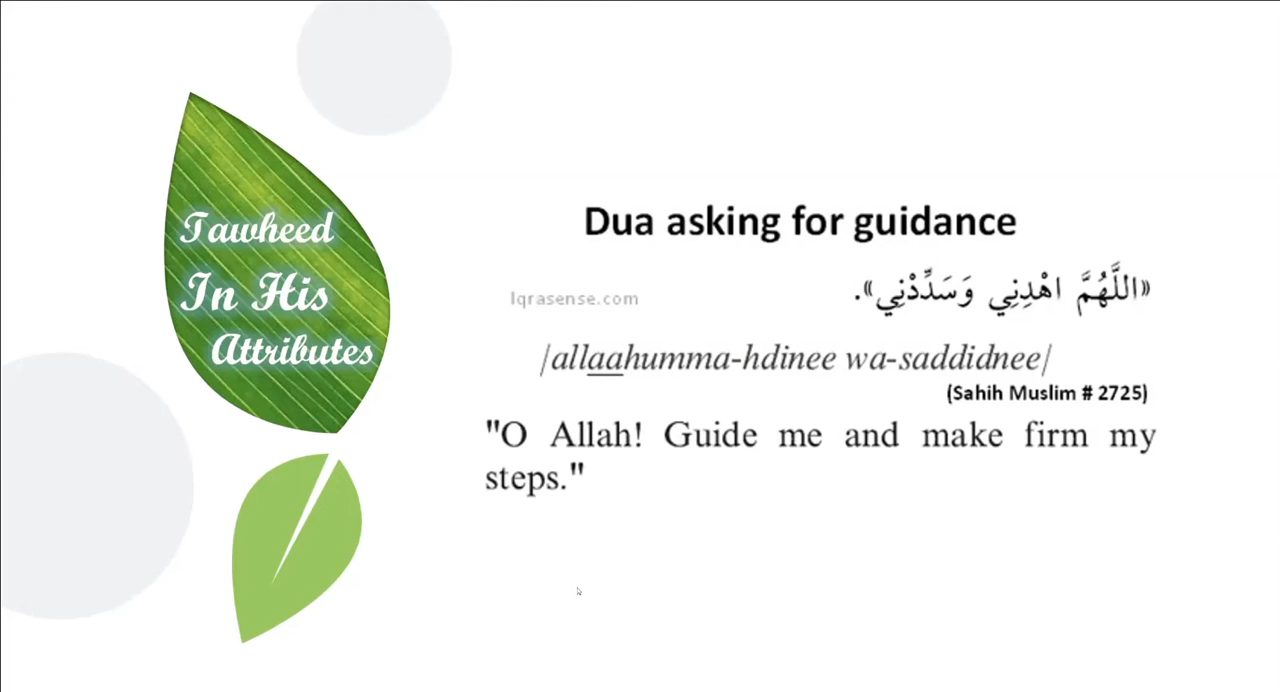 Tawheed
In His
Attributes
Dua asking for guidance
«اللَّهُمَّ اهْدِنِي وَسَدِّدْنِي».
Iqrasense.com
/allaahumma-hdinee wa-saddidnee/
(Sahih Muslim # 2725)
"O Allah! Guide me and make firm my
steps."